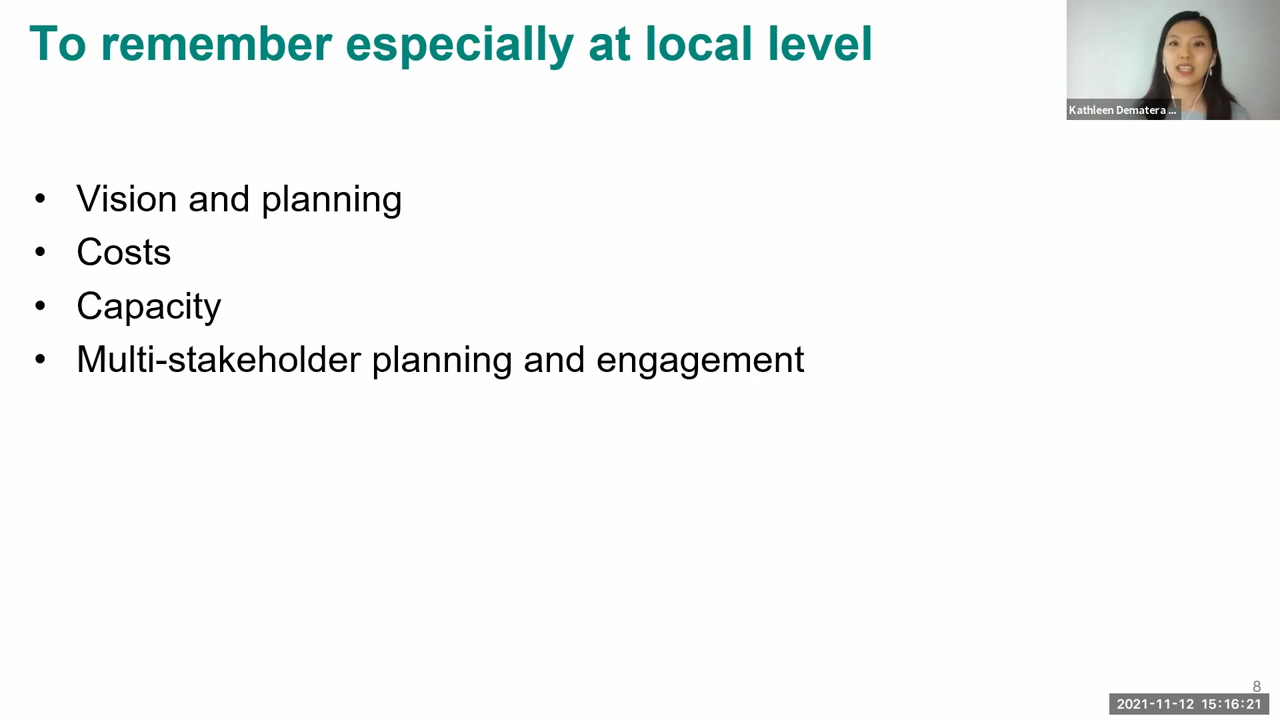 To remember especially at local level
Kathleen Dematera ...
• Vision and planning
• Costs
• Capacity
• Multi-stakeholder planning and engagement
8
2021-11-12 15:16:21